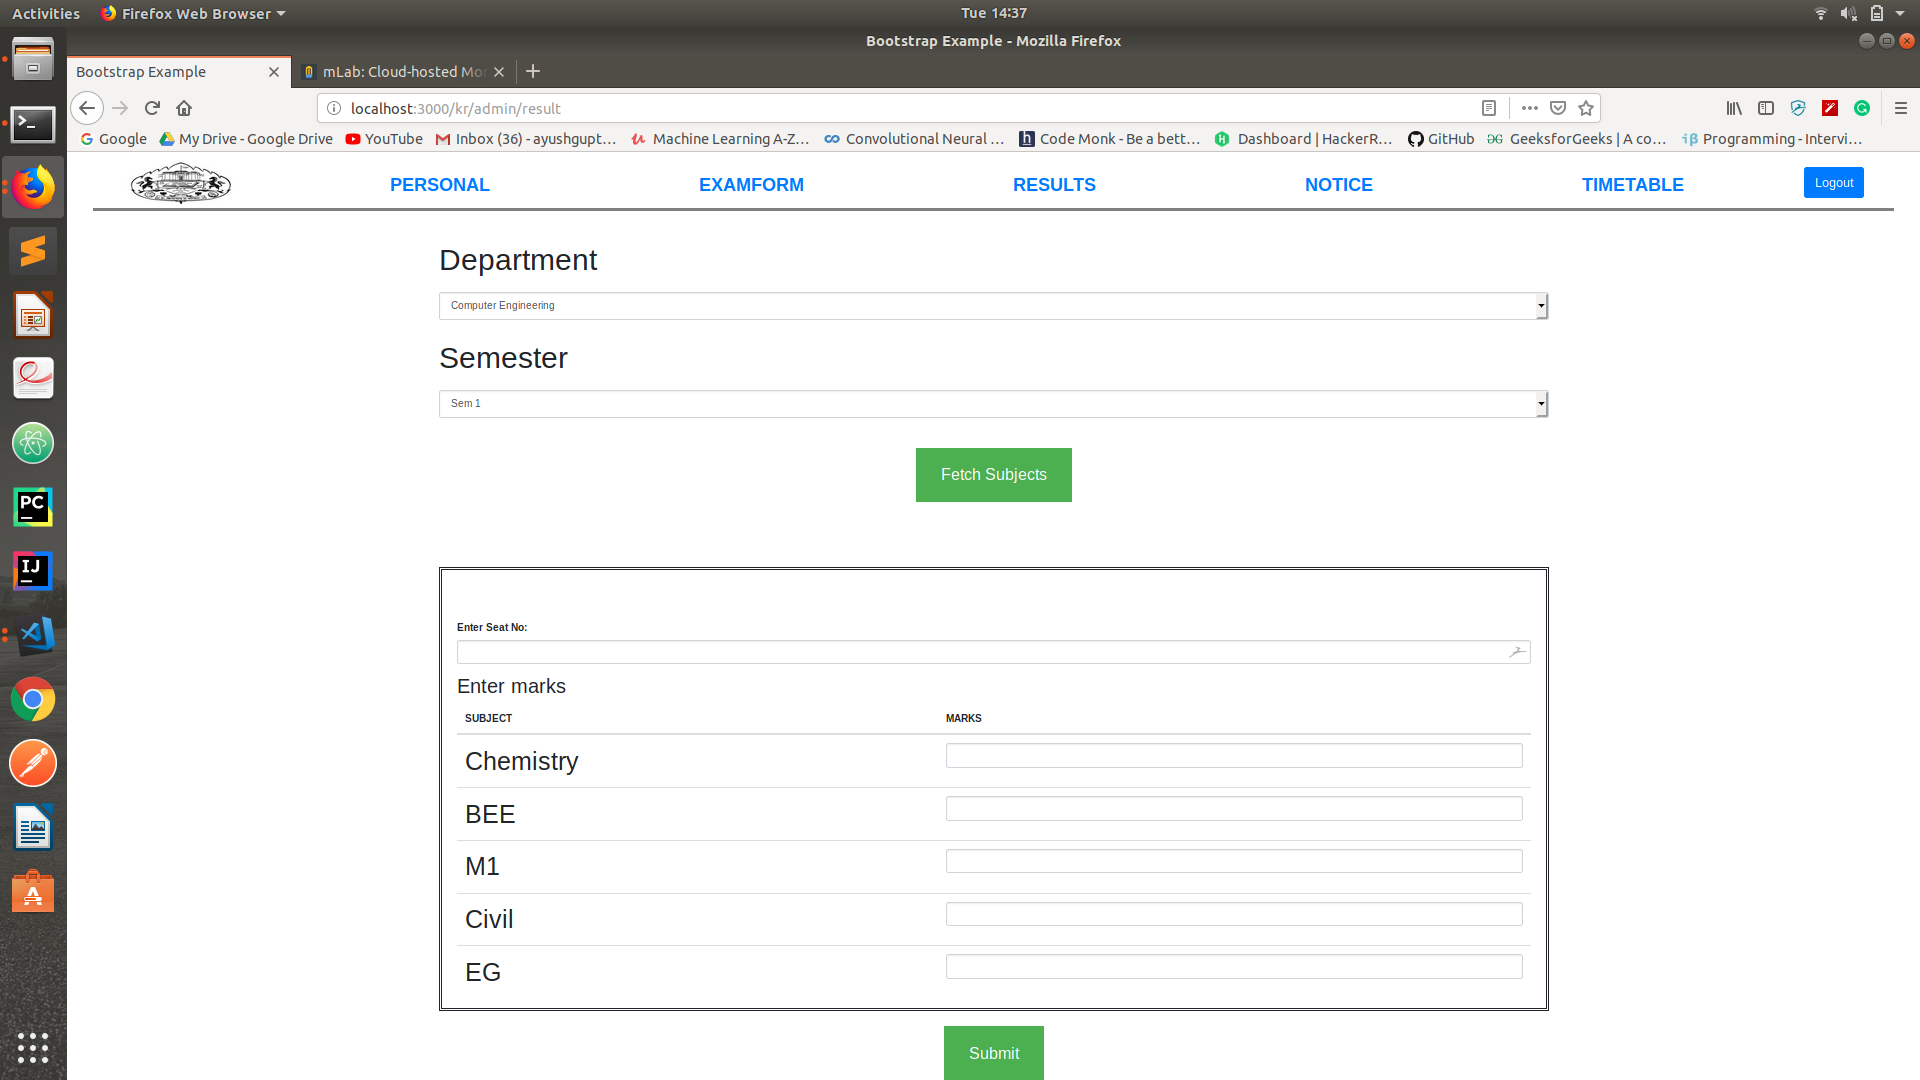 Activities Firefox Web Browser Tue 14:37
Bootstrap Example - Mozilla Firefox
Bootstrap Example mLab: Cloud-hosted Mo
localhost:3000/kr/admin/result
Google My Drive - Google Drive YouTube Inbox (36) - ayushgupt... Machine Learning A-Z... Convolutional Neural ... Code Monk - Be a bett... Dashboard | HackerR... GitHub GeeksforGeeks | A co... Programming - Intervi...
PERSONAL EXAMFORM RESULTS NOTICE TIMETABLE Logout
Department
Computer Engineering
Semester
Sem 1
Fetch Subjects
Enter Seat No:
Enter marks
SUBJECT MARKS
Chemistry
BEE
M1
Civil
EG
Submit
PC
IJ